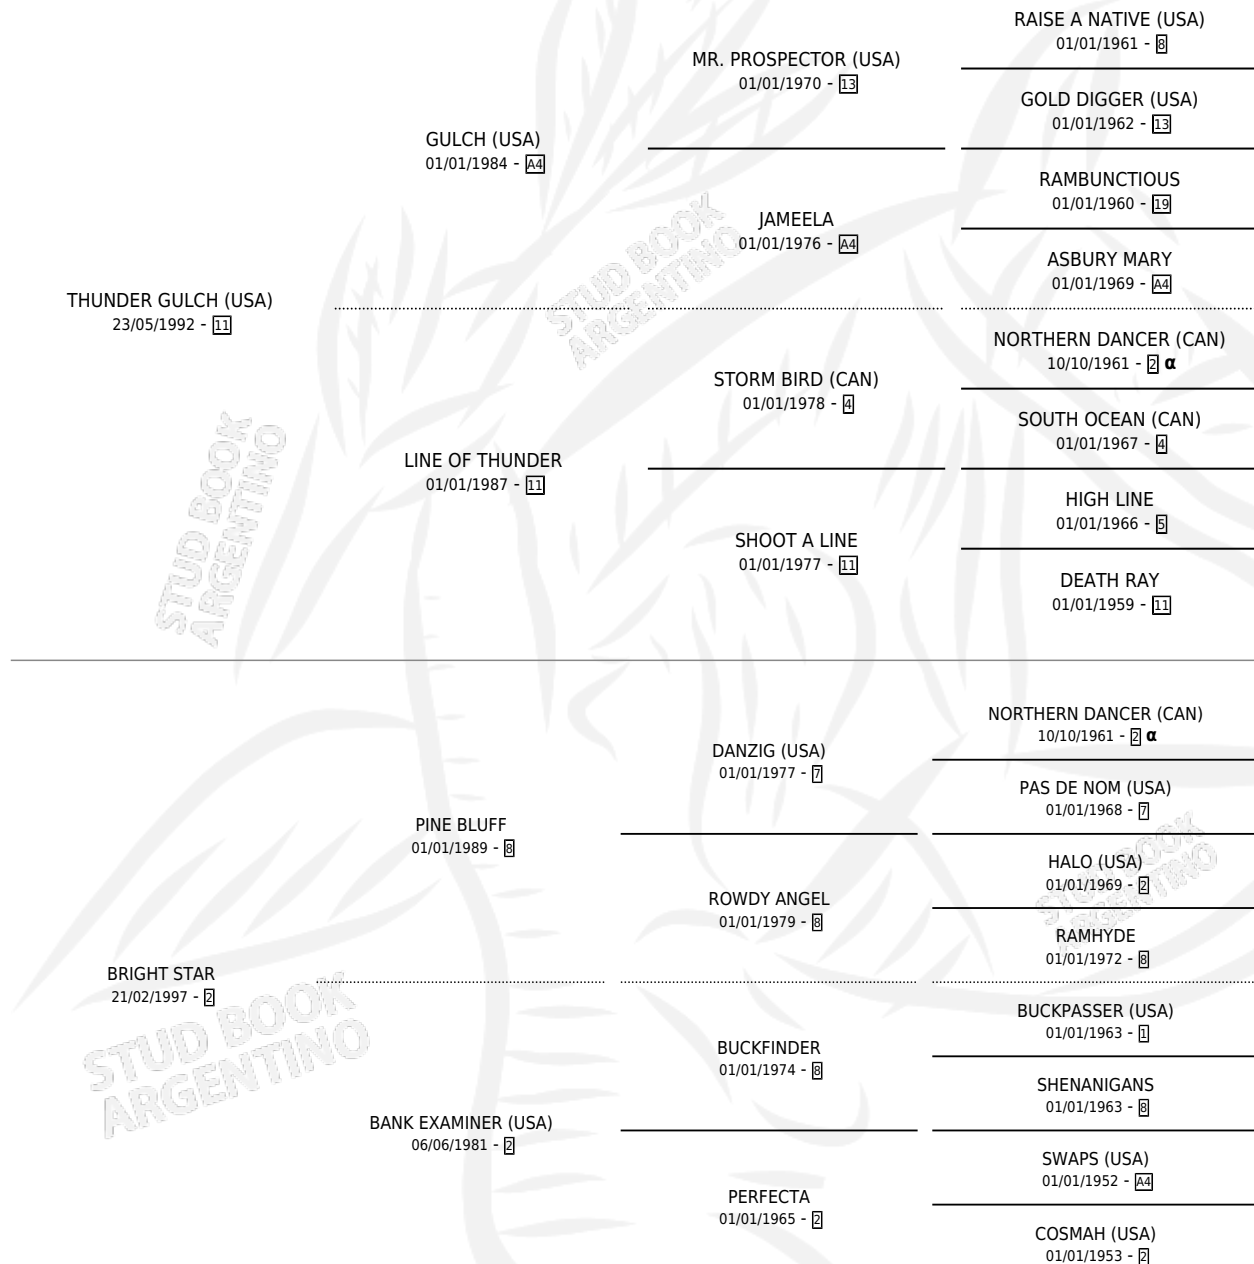 RAISE A NATIVE (USA)
01/01/1961 - 8
MR. PROSPECTOR (USA)
01/01/1970 - 13
GOLD DIGGER (USA)
01/01/1962 - 13
GULCH (USA)
01/01/1984 - A4
RAMBUNCTIOUS
01/01/1960 - 19
JAMEELA
01/01/1976 - A4
ASBURY MARY
01/01/1969 - A4
THUNDER GULCH (USA)
23/05/1992 - 11
NORTHERN DANCER (CAN)
10/10/1961 - 2 α
STORM BIRD (CAN)
01/01/1978 - 4
SOUTH OCEAN (CAN)
01/01/1967 - 4
LINE OF THUNDER
01/01/1987 - 11
HIGH LINE
01/01/1966 - 5
SHOOT A LINE
01/01/1977 - 11
DEATH RAY
01/01/1959 - 11
NORTHERN DANCER (CAN)
10/10/1961 - 2 α
DANZIG (USA)
01/01/1977 - 7
PAS DE NOM (USA)
01/01/1968 - 7
PINE BLUFF
01/01/1989 - 8
HALO (USA)
01/01/1969 - 2
ROWDY ANGEL
01/01/1979 - 8
RAMHYDE
01/01/1972 - 8
BRIGHT STAR
21/02/1997 - 2
BUCKPASSER (USA)
01/01/1963 - 1
BUCKFINDER
01/01/1974 - 8
SHENANIGANS
01/01/1963 - 8
BANK EXAMINER (USA)
06/06/1981 - 2
SWAPS (USA)
01/01/1952 - A4
PERFECTA
01/01/1965 - 2
COSMAH (USA)
01/01/1953 - 2
STUD BOOK
ARGENTINO
STUD BOOK
ARGENTINO
STUD BOOK
ARGENTINO
STUD BOOK
ARGENTINO